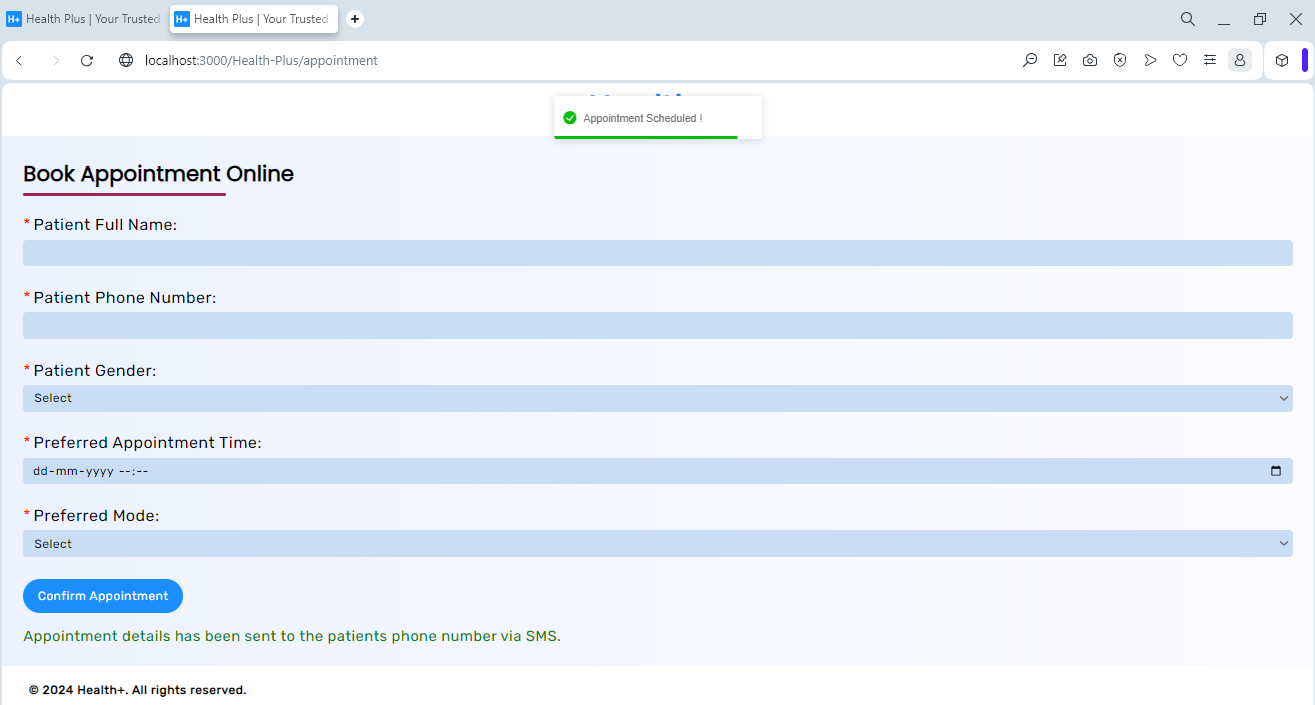 H+ Health Plus | Your Trusted
H+ Health Plus | Your Trusted
localhost:3000/Health-Plus/appointment
Appointment Scheduled !
Book Appointment Online
* Patient Full Name:
* Patient Phone Number:
* Patient Gender:
Select
* Preferred Appointment Time:
dd-mm-yyyy --:--
* Preferred Mode:
Select
Confirm Appointment
Appointment details has been sent to the patients phone number via SMS.
© 2024 Health+. All rights reserved.